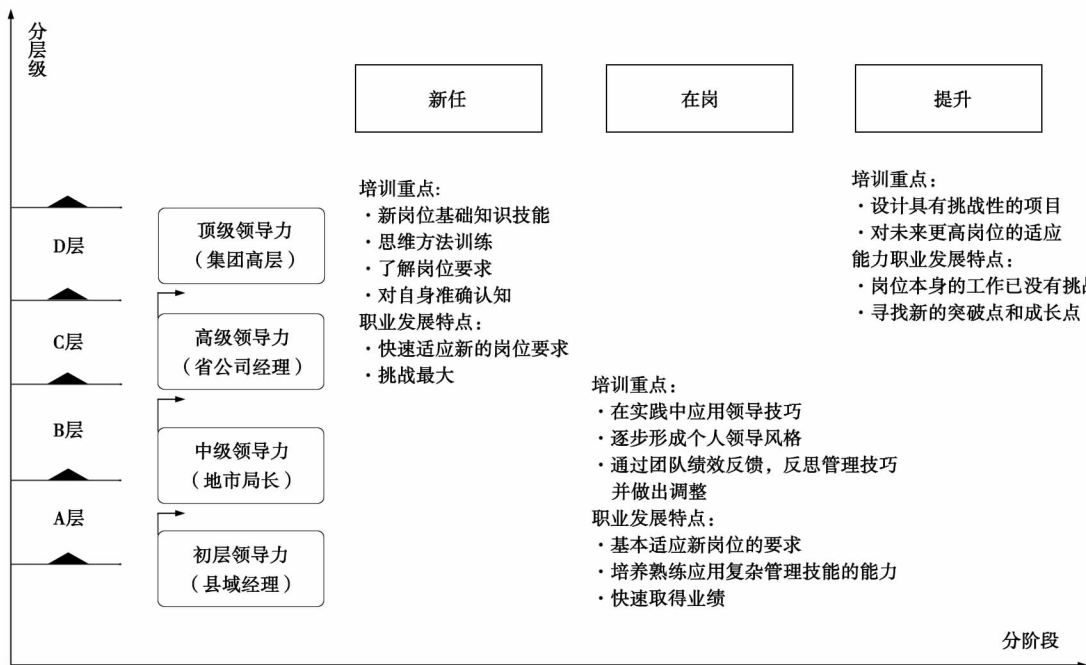 分层级
新任
在岗
提升
D层
C层
B层
A层
顶级领导力
（集团高层）
高级领导力
（省公司经理）
中级领导力
（地市局长）
初层领导力
（县域经理）
培训重点：
·新岗位基础知识技能
·思维方法训练
·了解岗位要求
·对自身准确认知
职业发展特点：
·快速适应新的岗位要求
·挑战最大
培训重点：
·在实践中应用领导技巧
·逐步形成个人领导风格
·通过团队绩效反馈，反思管理技巧
并做出调整
职业发展特点：
·基本适应新岗位的要求
·培养熟练应用复杂管理技能的能力
·快速取得业绩
培训重点：
·设计具有挑战性的项目
·对未来更高岗位的适应
能力职业发展特点：
·岗位本身的工作已没有挑
·寻找新的突破点和成长点
分阶段